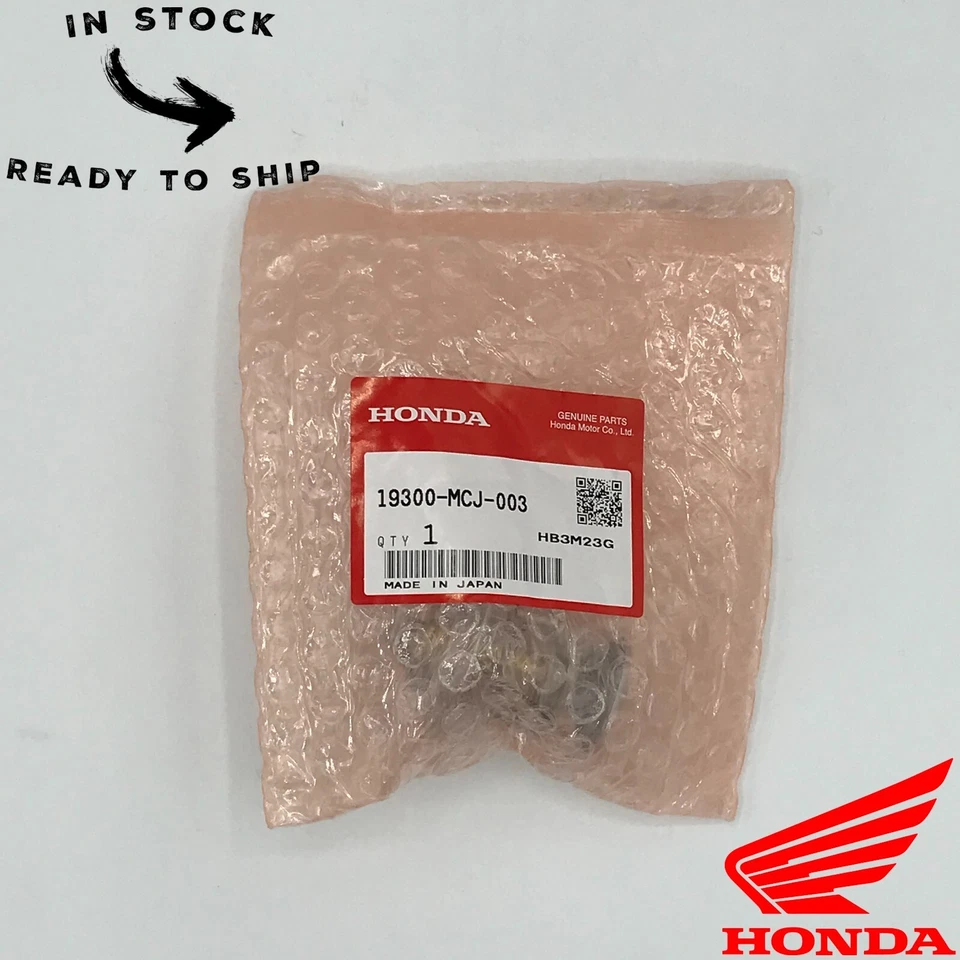 IN STOCK
READY TO SHIP
HONDA
GENUINE PARTS
Honda Motor Co., Ltd.
19300-MCJ-003
QTY 1
HB3M23G
MADE IN JAPAN
HONDA